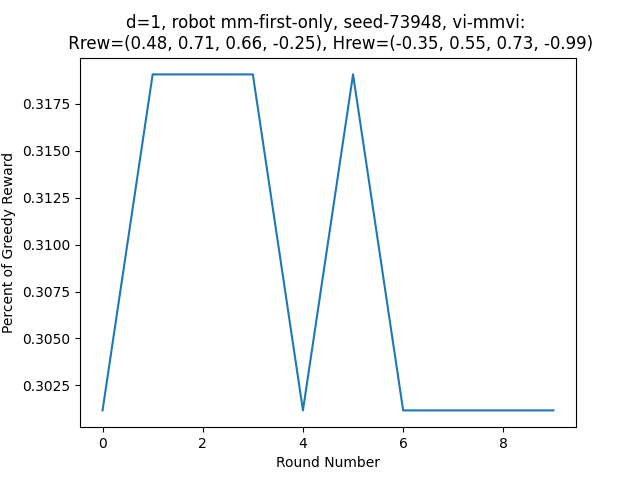 d=1, robot mm-first-only, seed-73948, vi-mmvi:
Rrew=(0.48, 0.71, 0.66, -0.25), Hrew=(-0.35, 0.55, 0.73, -0.99)
Percent of Greedy Reward
0.3175
0.3150
0.3125
0.3100
0.3075
0.3050
0.3025
0 2 4 6 8
Round Number